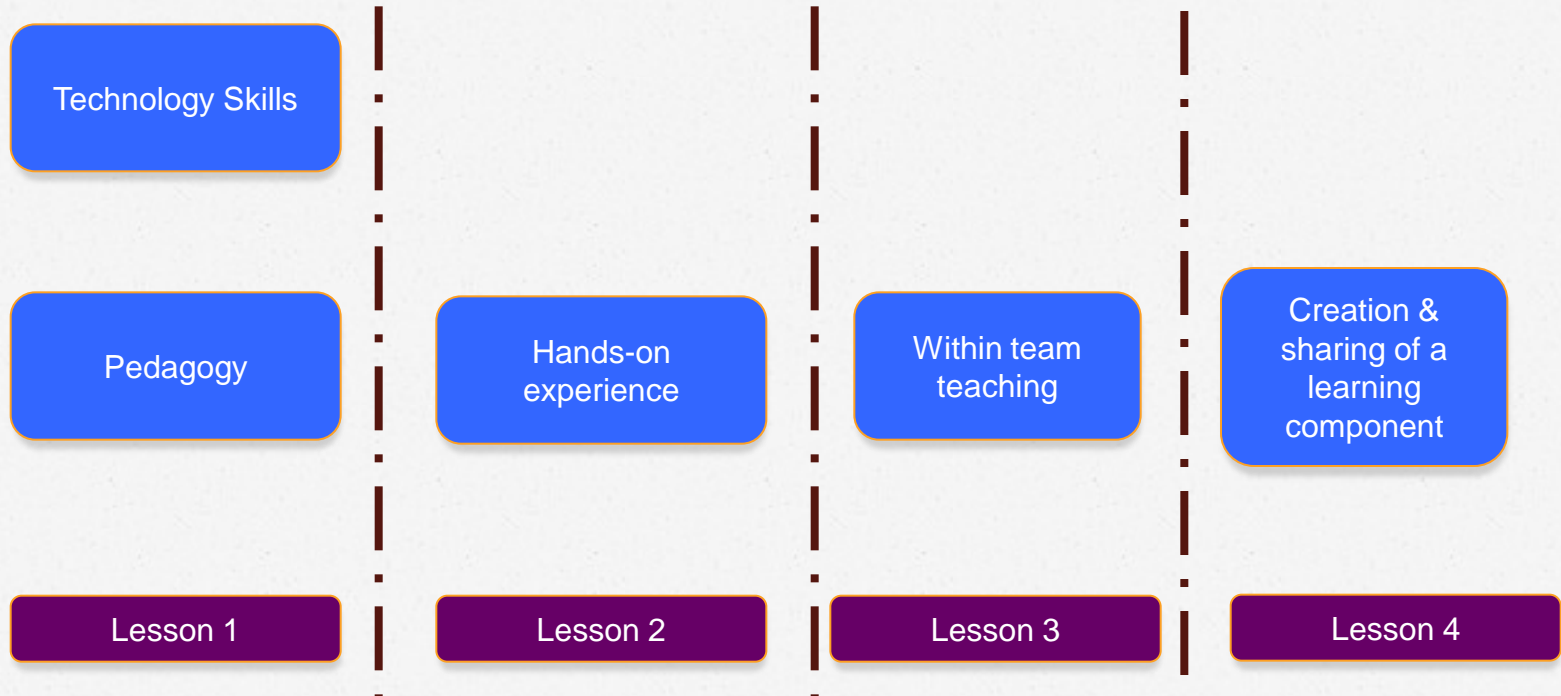 Technology Skills
Pedagogy
Hands-on
experience
Within team
teaching
Creation &
sharing of a
learning
component
Lesson 1
Lesson 2
Lesson 3
Lesson 4